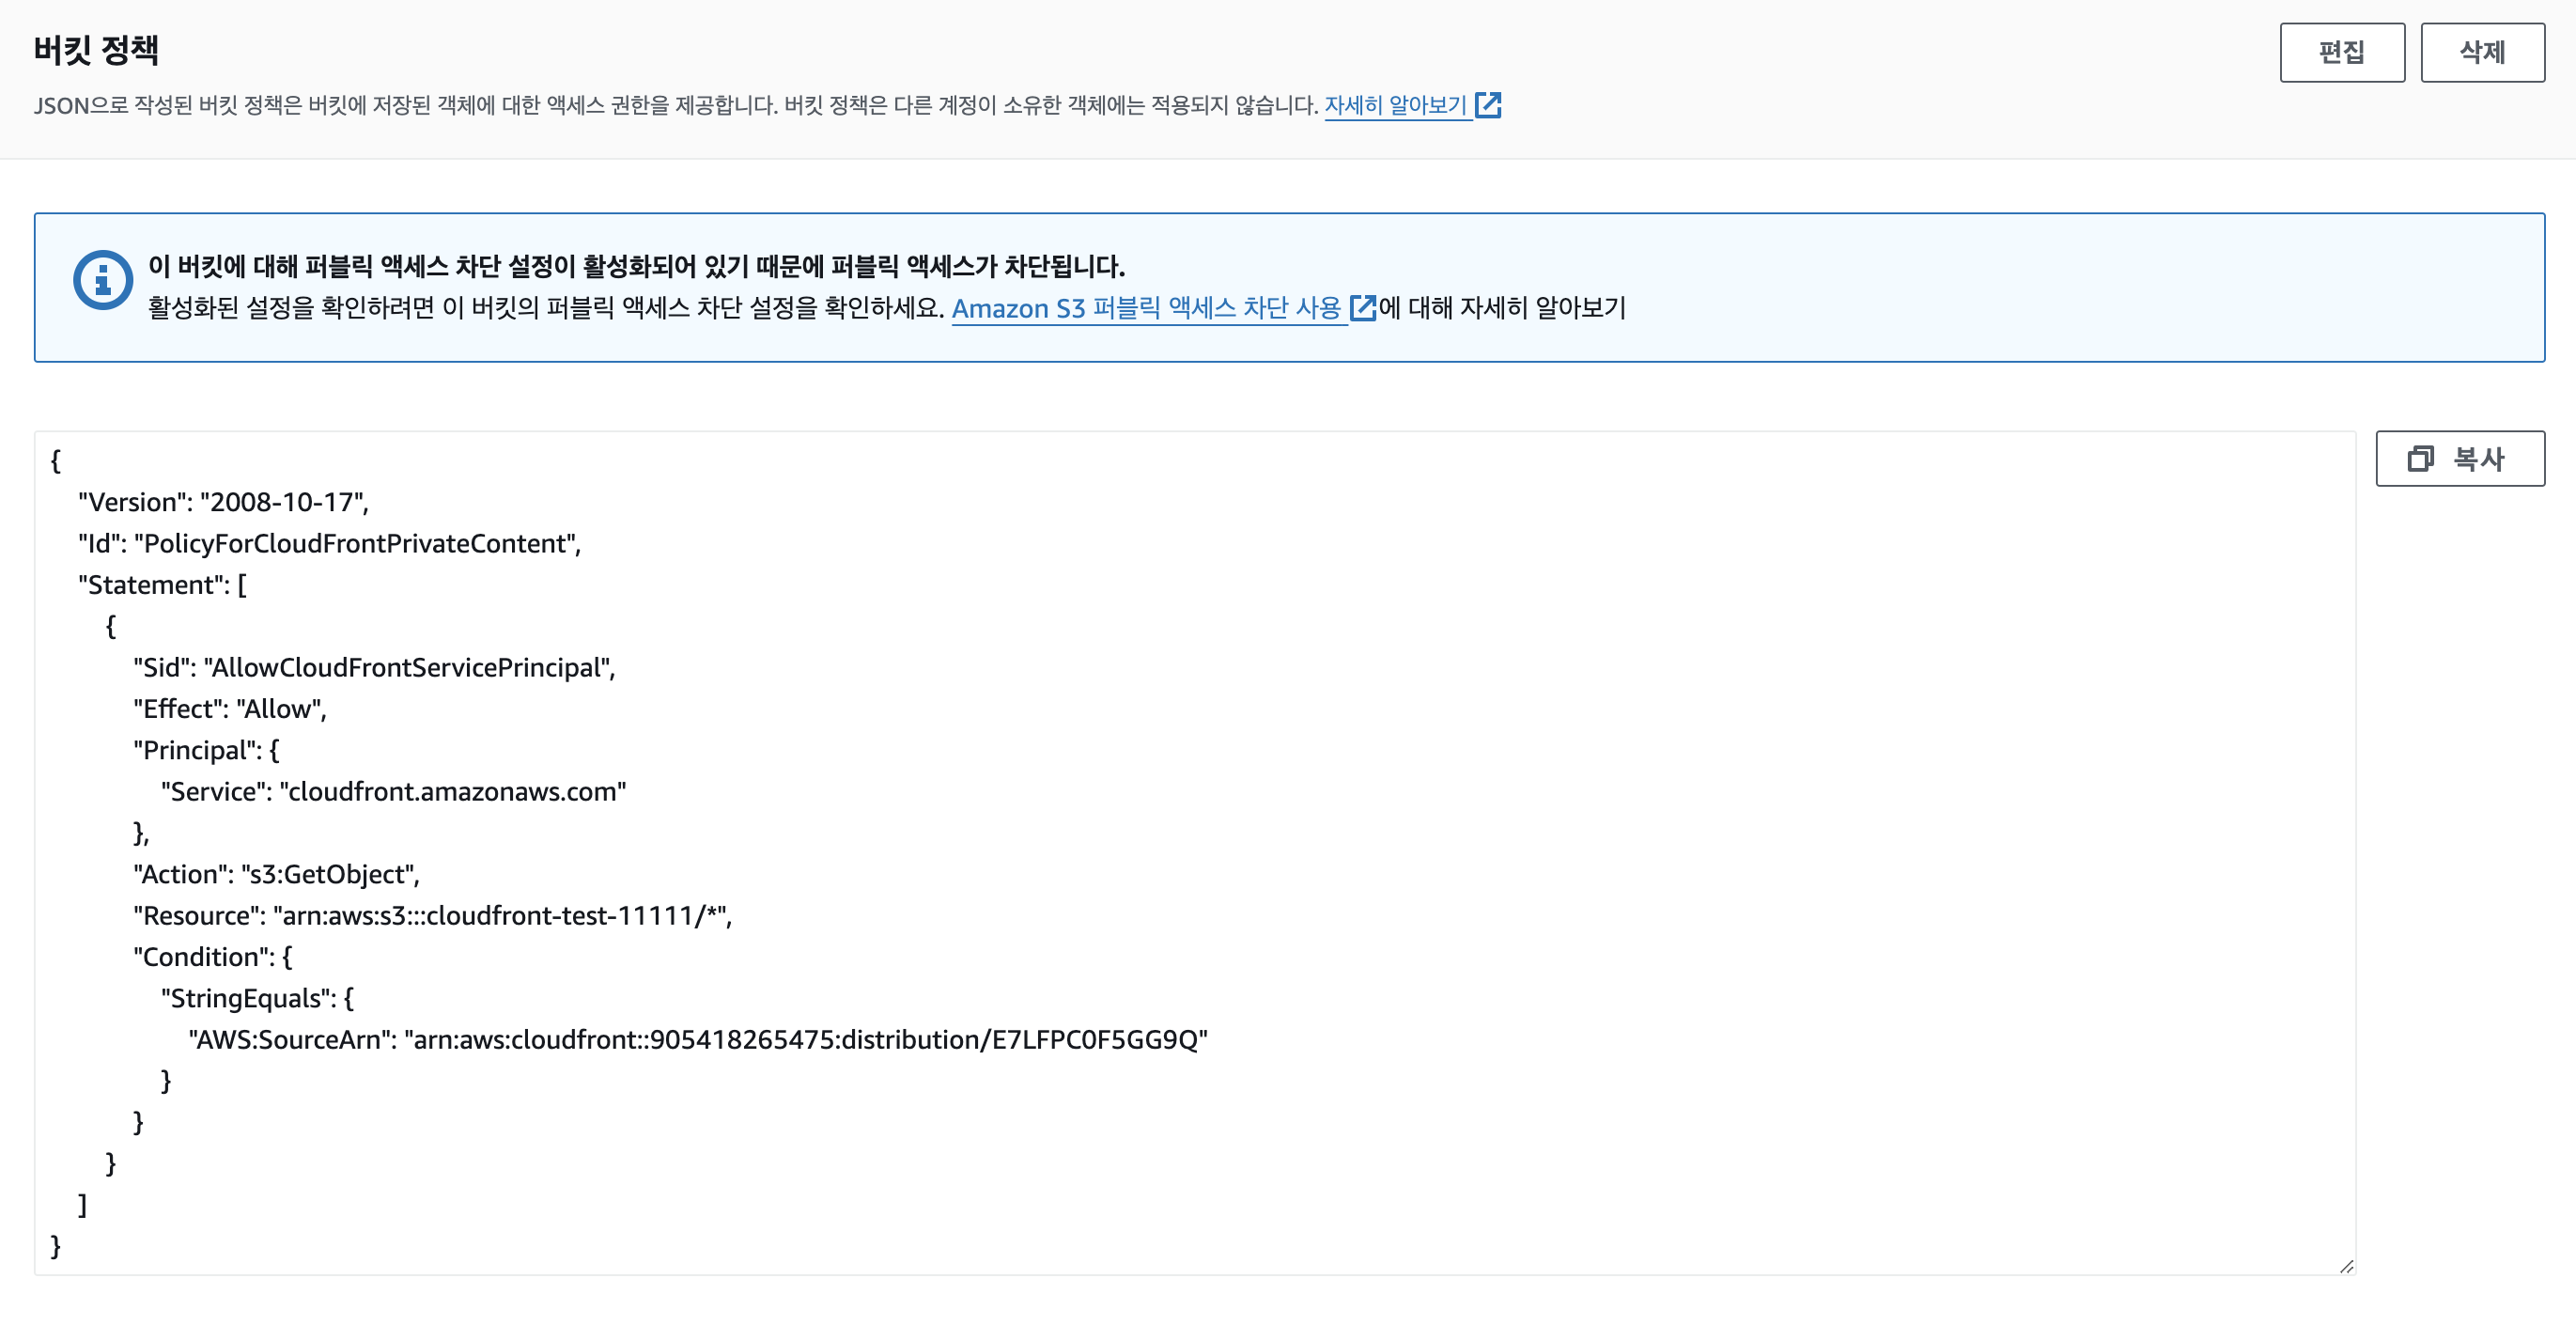 버킷 정책
편집
삭제
JSON으로 작성된 버킷 정책은 버킷에 저장된 객체에 대한 액세스 권한을 제공합니다. 버킷 정책은 다른 계정이 소유한 객체에는 적용되지 않습니다. 자세히 알아보기
이 버킷에 대해 퍼블릭 액세스 차단 설정이 활성화되어 있기 때문에 퍼블릭 액세스가 차단됩니다.
활성화된 설정을 확인하려면 이 버킷의 퍼블릭 액세스 차단 설정을 확인하세요. Amazon S3 퍼블릭 액세스 차단 사용 에 대해 자세히 알아보기
복사
{
"Version": "2008-10-17",
"Id": "PolicyForCloudFrontPrivateContent",
"Statement": [
{
"Sid": "AllowCloudFrontServicePrincipal",
"Effect": "Allow",
"Principal": {
"Service": "cloudfront.amazonaws.com"
},
"Action": "s3:GetObject",
"Resource": "arn:aws:s3:::cloudfront-test-11111/*",
"Condition": {
"StringEquals": {
"AWS:SourceArn": "arn:aws:cloudfront::905418265475:distribution/E7LFPC0F5GG9Q"
}
}
}
]
}